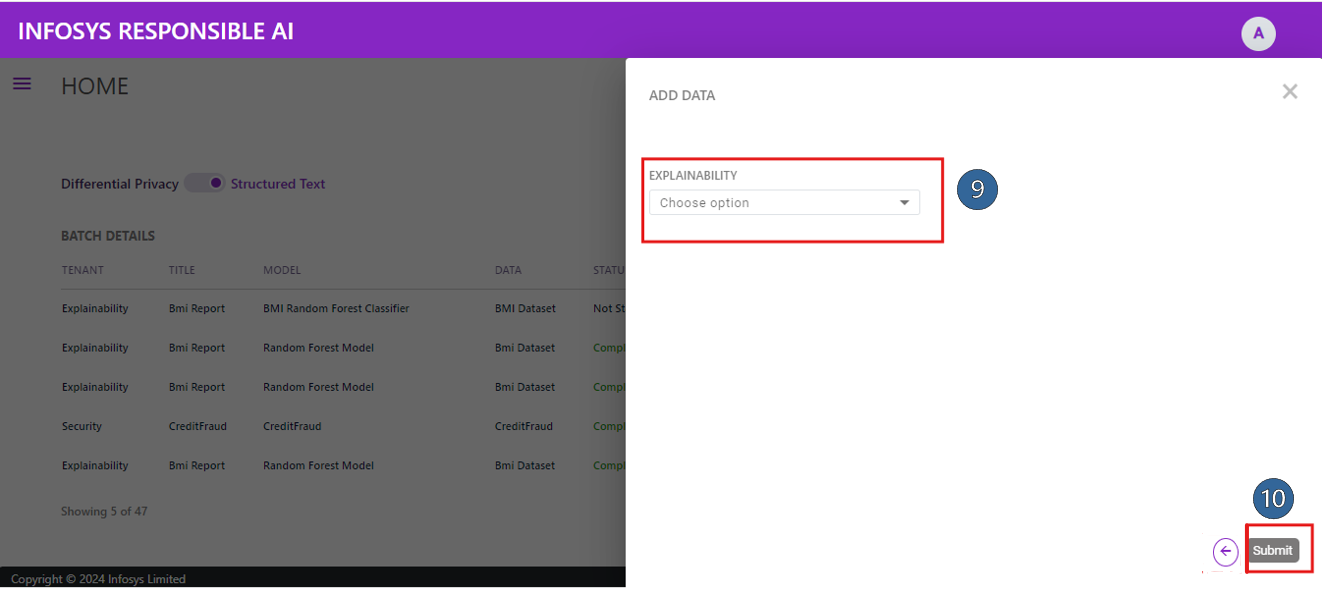 INFOSYS RESPONSIBLE AI
A
HOME
Differential Privacy Structured Text
BATCH DETAILS
TENANT TITLE MODEL DATA STATU
Explainability Bmi Report BMI Random Forest Classifier BMI Dataset Not St
Explainability Bmi Report Random Forest Model Bmi Dataset Compl
Explainability Bmi Report Random Forest Model Bmi Dataset Compl
Security CreditFraud CreditFraud CreditFraud Compl
Explainability Bmi Report Random Forest Model Bmi Dataset Compl
Showing 5 of 47
Copyright © 2024 Infosys Limited
ADD DATA
EXPLAINABILITY
Choose option
9
10
Submit